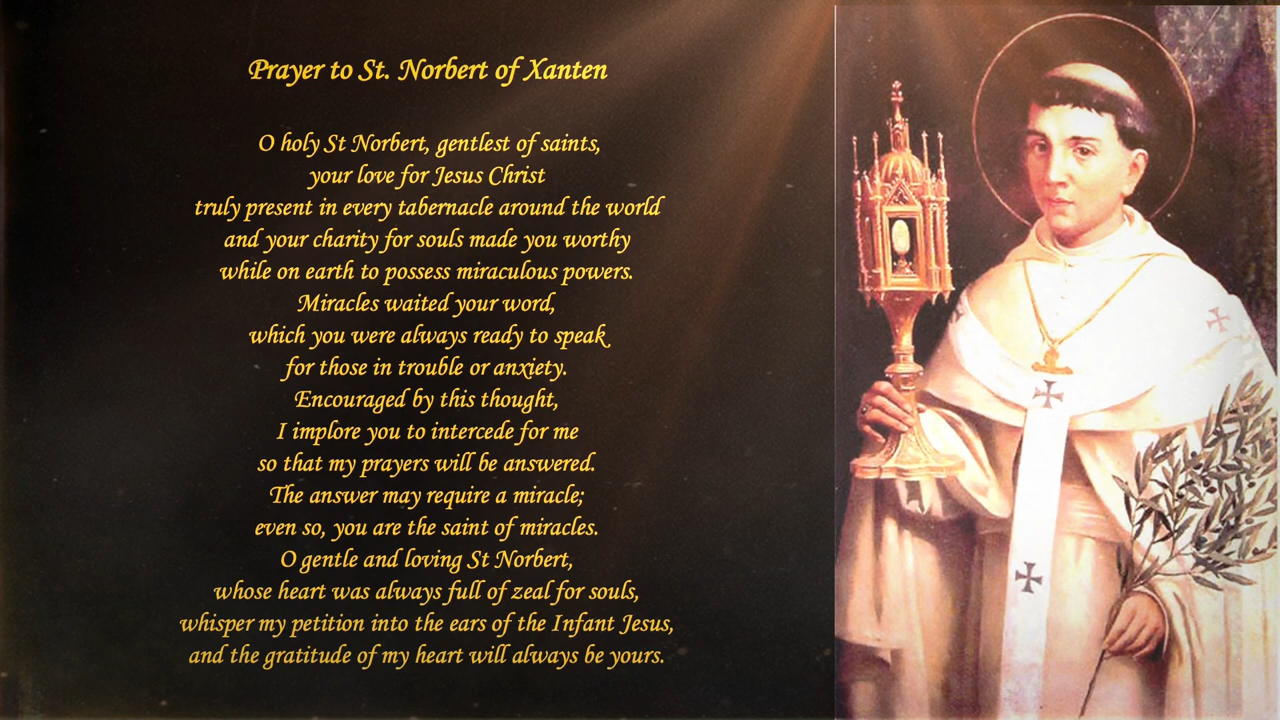 Prayer to St. Norbert of Xanten
O holy St Norbert, gentlest of saints,
your love for Jesus Christ
truly present in every tabernacle around the world
and your charity for souls made you worthy
while on earth to possess miraculous powers.
Miracles waited your word,
which you were always ready to speak
for those in trouble or anxiety.
Encouraged by this thought,
I implore you to intercede for me
so that my prayers will be answered.
The answer may require a miracle;
even so, you are the saint of miracles.
O gentle and loving St Norbert,
whose heart was always full of zeal for souls,
whisper my petition into the ears of the Infant Jesus,
and the gratitude of my heart will always be yours.